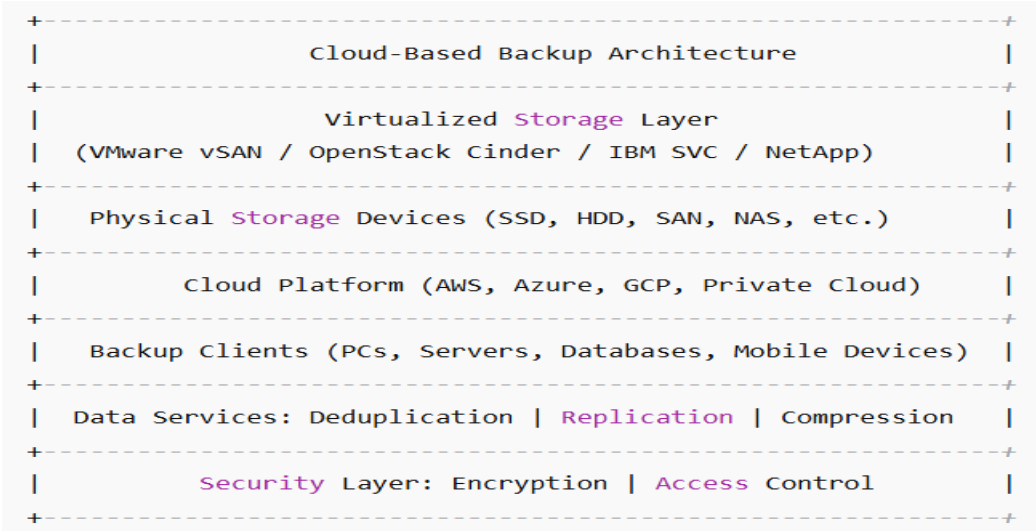 Cloud-Based Backup Architecture
Virtualized Storage Layer
(VMware vSAN / OpenStack Cinder / IBM SVC / NetApp)
Physical Storage Devices (SSD, HDD, SAN, NAS, etc.)
Cloud Platform (AWS, Azure, GCP, Private Cloud)
Backup Clients (PCs, Servers, Databases, Mobile Devices)
Data Services: Deduplication | Replication | Compression
Security Layer: Encryption | Access Control